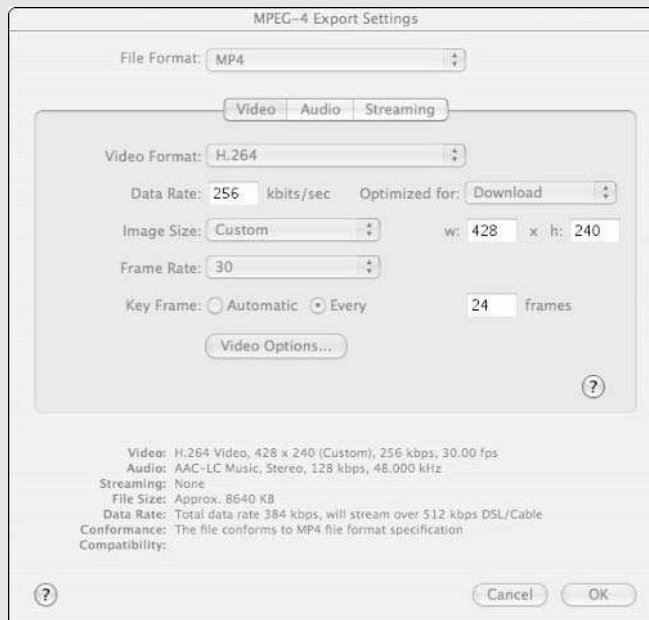 MPEG-4 Export Settings
File Format: MP4
Video Audio Streaming
Video Format: H.264
Data Rate: 256 kbits/sec Optimized for: Download
Image Size: Custom w: 428 x h: 240
Frame Rate: 30
Key Frame: Automatic Every 24 frames
Video Options...
?
Video: H.264 Video, 428 x 240 (Custom), 256 kbps, 30.00 fps
Audio: AAC-LC Music, Stereo, 128 kbps, 48.000 kHz
Streaming: None
File Size: Approx. 8640 KB
Data Rate: Total data rate 384 kbps, will stream over 512 kbps DSL/Cable
Conformance: The file conforms to MP4 file format specification
Compatibility:
? Cancel OK